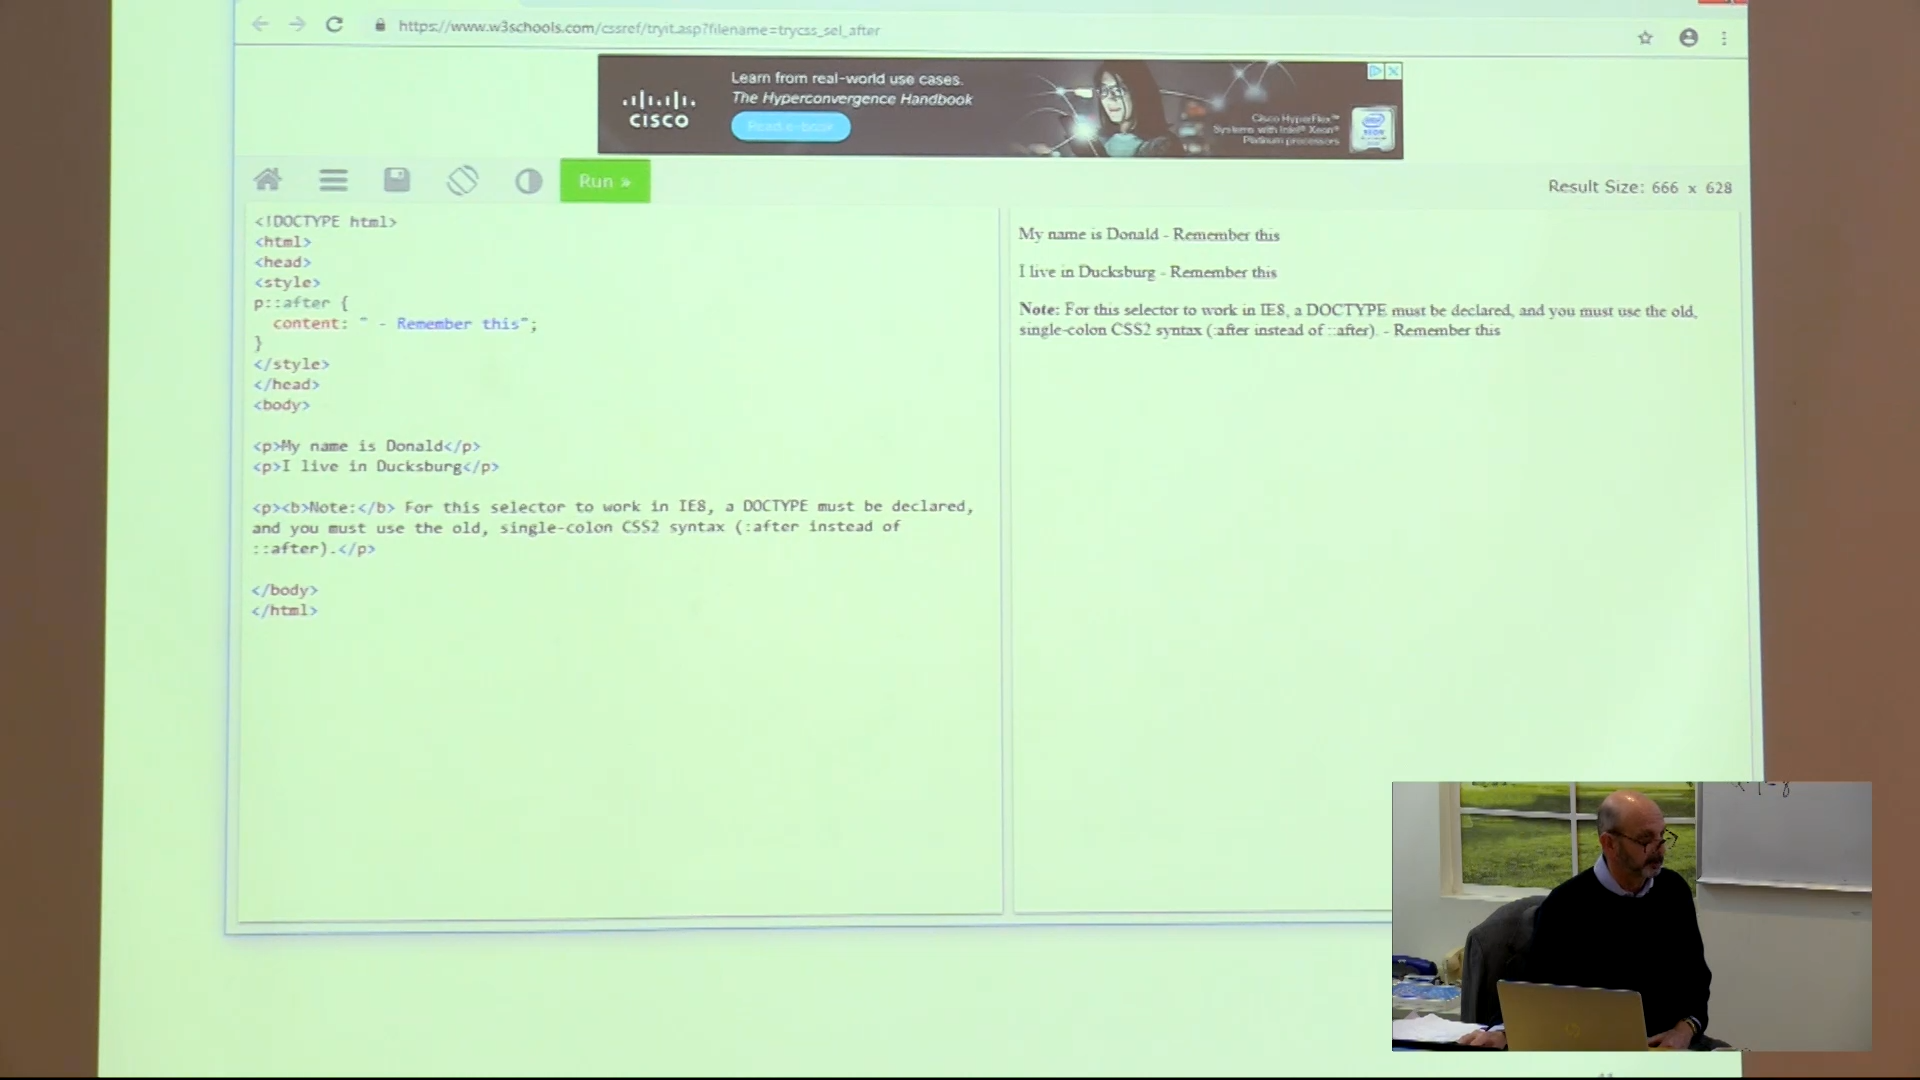 https://www.w3schools.com/cssref/tryit.asp?filename=trycss_sel_after
Learn from real-world use cases.
The Hyperconvergence Handbook
CISCO
Read e-book
Cisco HyperFlex™
Systems with Intel® Xeon®
Platinum processors
Run »
Result Size: 666 x 628
<!DOCTYPE html>
<html>
<head>
<style>
p::after {
content: " - Remember this";
}
</style>
</head>
<body>
<p>My name is Donald</p>
<p>I live in Ducksburg</p>
<p><b>Note:</b> For this selector to work in IE8, a DOCTYPE must be declared,
and you must use the old, single-colon CSS2 syntax (:after instead of
::after).</p>
</body>
</html>
My name is Donald - Remember this
I live in Ducksburg - Remember this
Note: For this selector to work in IE8, a DOCTYPE must be declared, and you must use the old,
single-colon CSS2 syntax (:after instead of ::after). - Remember this